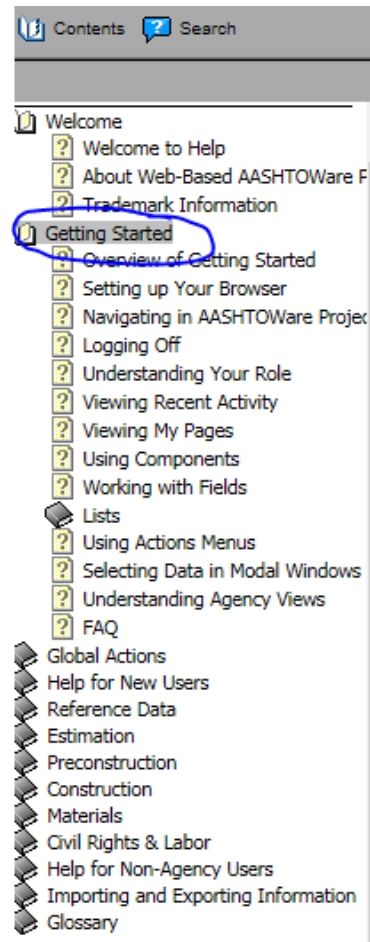 Contents Search
Welcome
Welcome to Help
About Web-Based AASHTOWare P
Trademark Information
Getting Started
Overview of Getting Started
Setting up Your Browser
Navigating in AASHTOWare Projec
Logging Off
Understanding Your Role
Viewing Recent Activity
Viewing My Pages
Using Components
Working with Fields
Lists
Using Actions Menus
Selecting Data in Modal Windows
Understanding Agency Views
FAQ
Global Actions
Help for New Users
Reference Data
Estimation
Preconstruction
Construction
Materials
Civil Rights & Labor
Help for Non-Agency Users
Importing and Exporting Information
Glossary